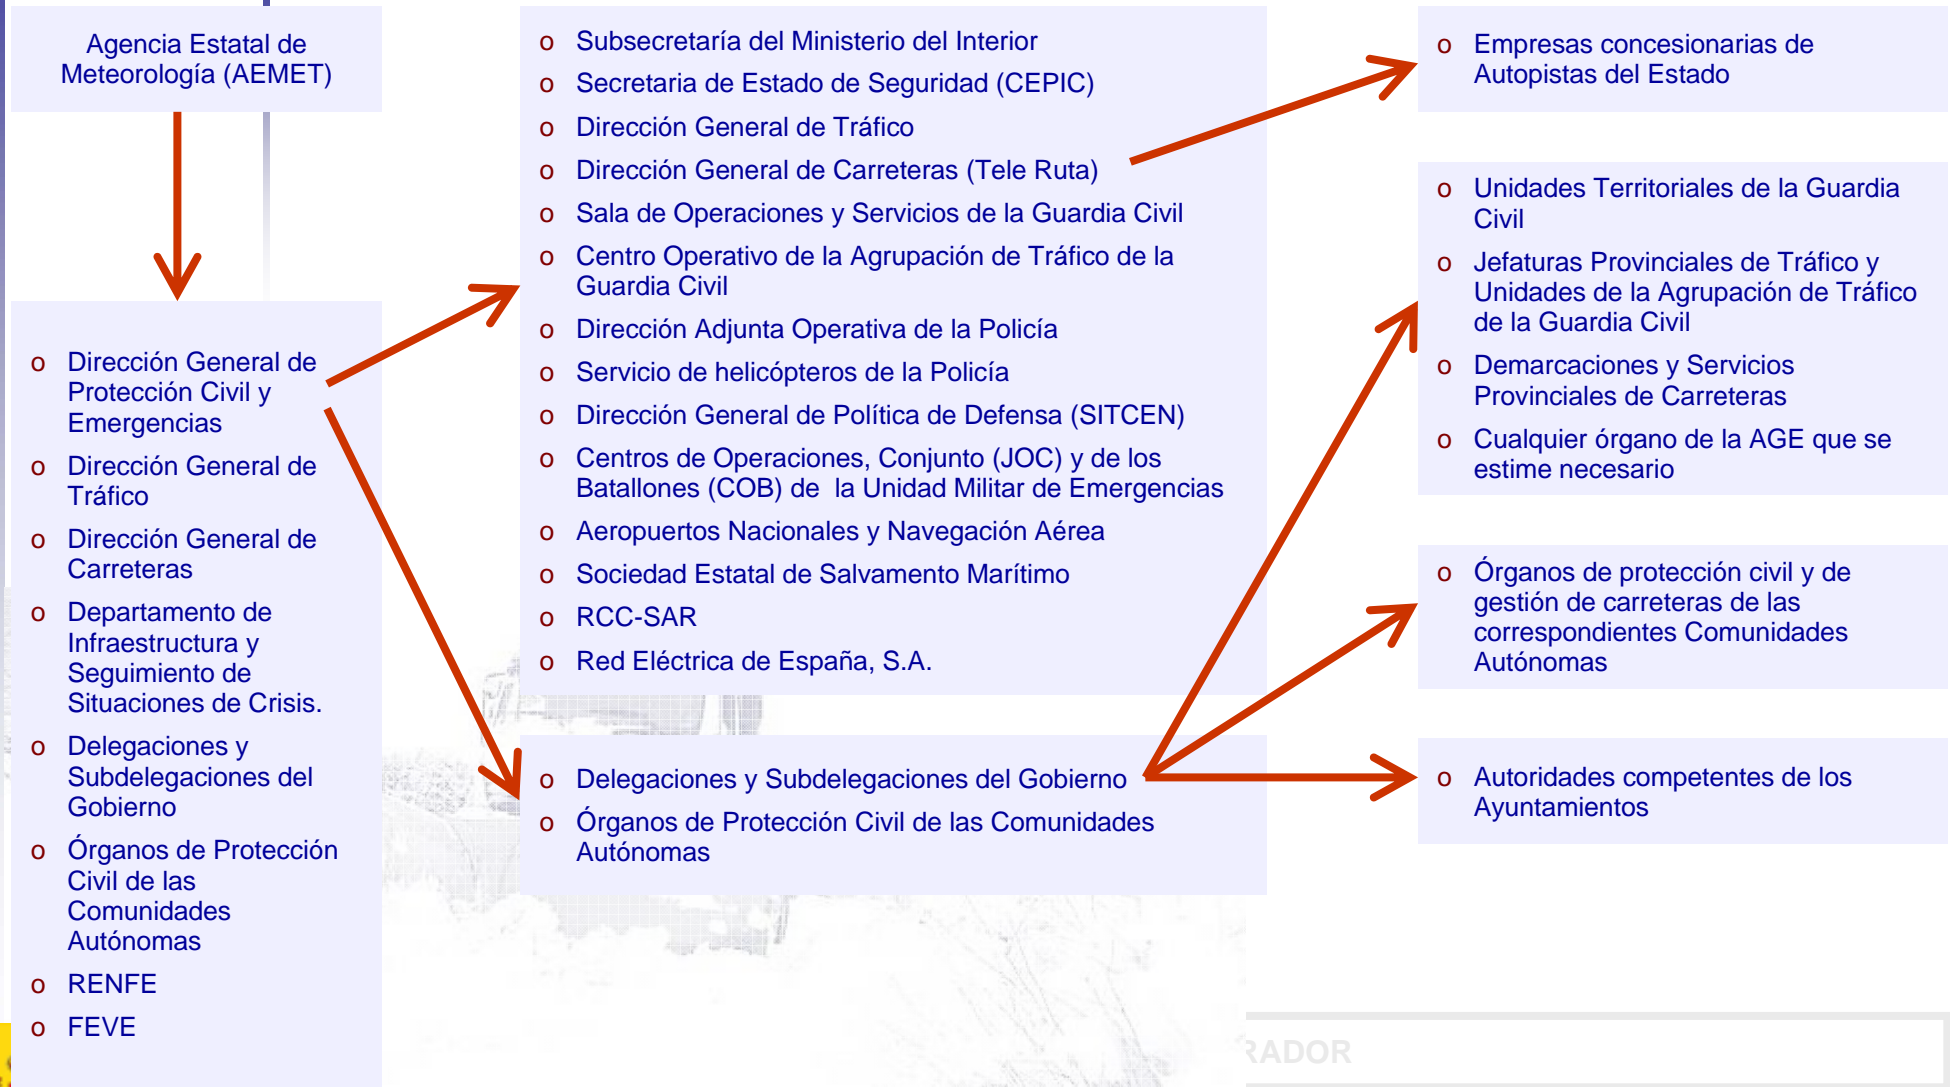 Agencia Estatal de
Meteorología (AEMET)
o Dirección General de
Protección Civil y
Emergencias
o Dirección General de
Tráfico
o Dirección General de
Carreteras
o Departamento de
Infraestructura y
Seguimiento de
Situaciones de Crisis.
o Delegaciones y
Subdelegaciones del
Gobierno
o Órganos de Protección
Civil de las
Comunidades
Autónomas
o RENFE
o FEVE
o Subsecretaría del Ministerio del Interior
o Secretaria de Estado de Seguridad (CEPIC)
o Dirección General de Tráfico
o Dirección General de Carreteras (Tele Ruta)
o Sala de Operaciones y Servicios de la Guardia Civil
o Centro Operativo de la Agrupación de Tráfico de la
Guardia Civil
o Dirección Adjunta Operativa de la Policía
o Servicio de helicópteros de la Policía
o Dirección General de Política de Defensa (SITCEN)
o Centros de Operaciones, Conjunto (JOC) y de los
Batallones (COB) de la Unidad Militar de Emergencias
o Aeropuertos Nacionales y Navegación Aérea
o Sociedad Estatal de Salvamento Marítimo
o RCC-SAR
o Red Eléctrica de España, S.A.
o Delegaciones y Subdelegaciones del Gobierno
o Órganos de Protección Civil de las Comunidades
Autónomas
o Empresas concesionarias de
Autopistas del Estado
o Unidades Territoriales de la Guardia
Civil
o Jefaturas Provinciales de Tráfico y
Unidades de la Agrupación de Tráfico
de la Guardia Civil
o Demarcaciones y Servicios
Provinciales de Carreteras
o Cualquier órgano de la AGE que se
estime necesario
o Órganos de protección civil y de
gestión de carreteras de las
correspondientes Comunidades
Autónomas
o Autoridades competentes de los
Ayuntamientos
RADOR